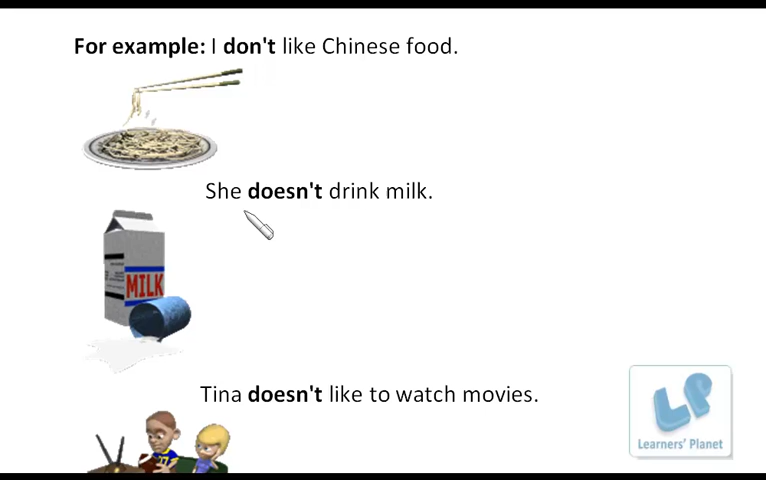 For example: I don't like Chinese food.
She doesn't drink milk.
MILK
Tina doesn't like to watch movies.
LP
Learners' Planet